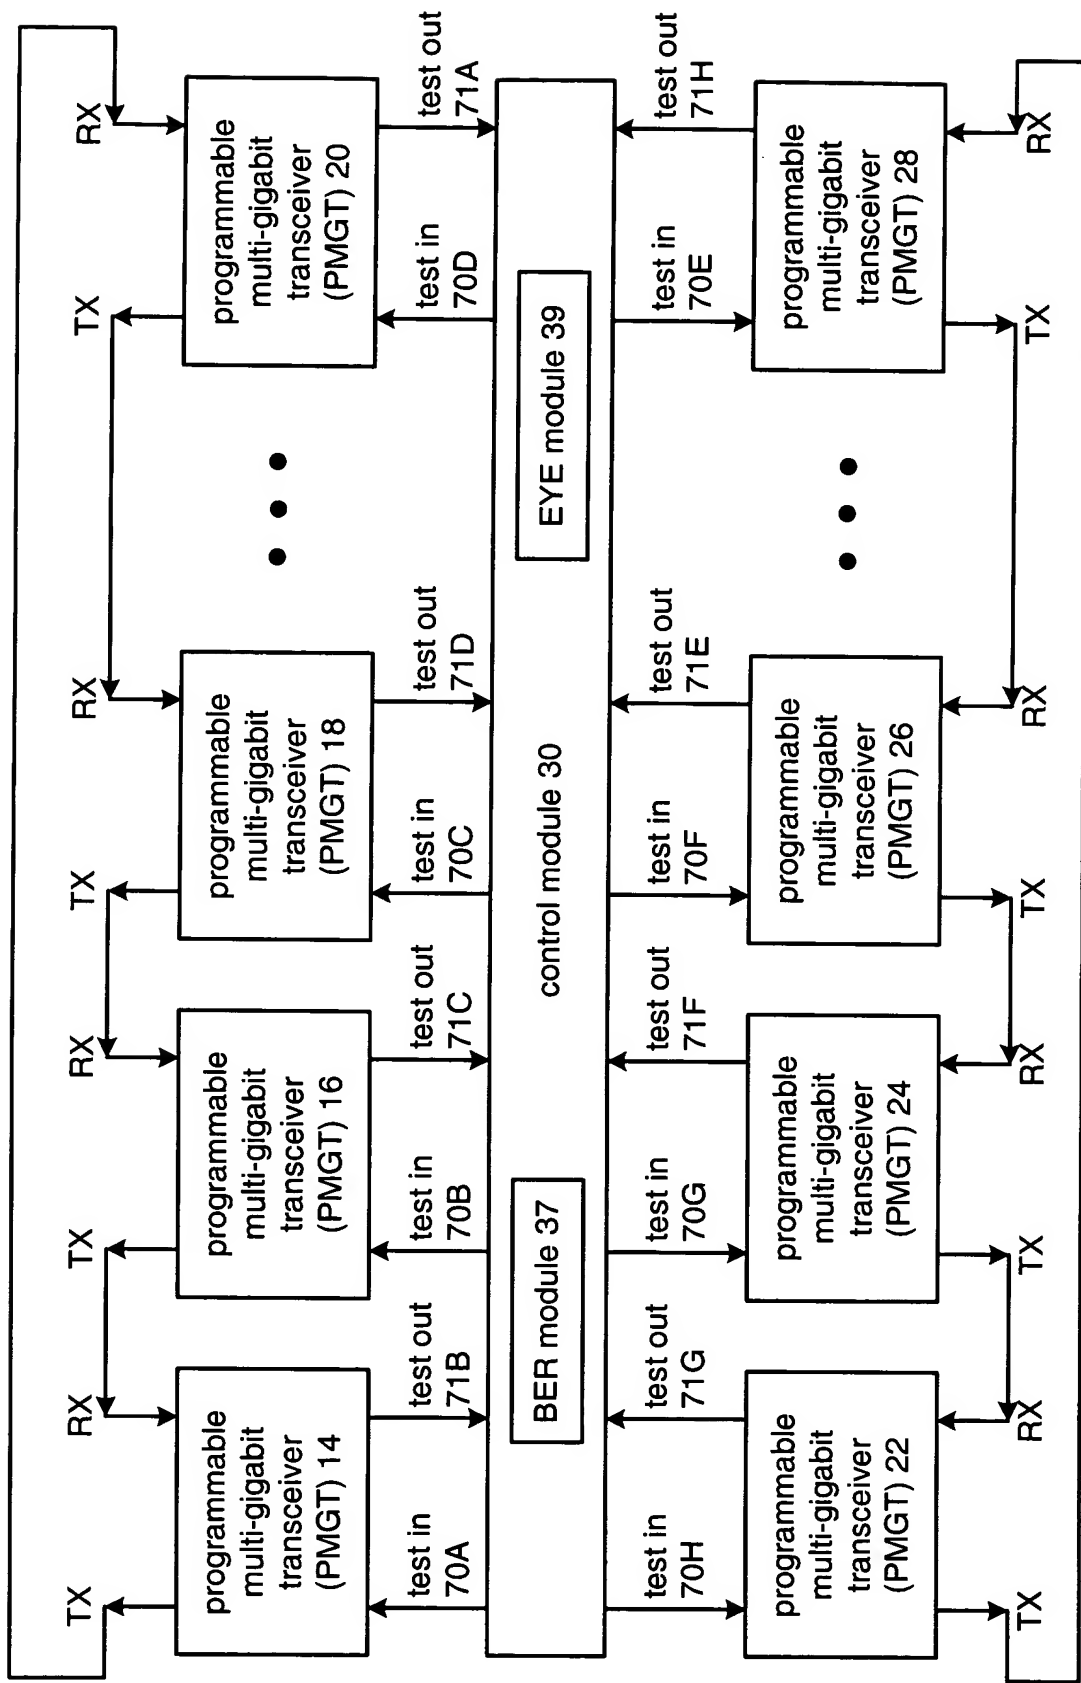 TX
RX
TX
RX
TX
RX
TX
RX
programmable
multi-gigabit
transceiver
(PMGT) 14
programmable
multi-gigabit
transceiver
(PMGT) 16
programmable
multi-gigabit
transceiver
(PMGT) 18
programmable
multi-gigabit
transceiver
(PMGT) 20
test in
70A
test out
71B
test in
70B
test out
71C
test in
70C
test out
71D
test in
70D
test out
71A
BER module 37
control module 30
EYE module 39
test in
70H
test out
71G
test in
70G
test out
71F
test in
70F
test out
71E
test in
70E
test out
71H
programmable
multi-gigabit
transceiver
(PMGT) 22
programmable
multi-gigabit
transceiver
(PMGT) 24
programmable
multi-gigabit
transceiver
(PMGT) 26
programmable
multi-gigabit
transceiver
(PMGT) 28
TX
RX
TX
RX
TX
RX
TX
RX